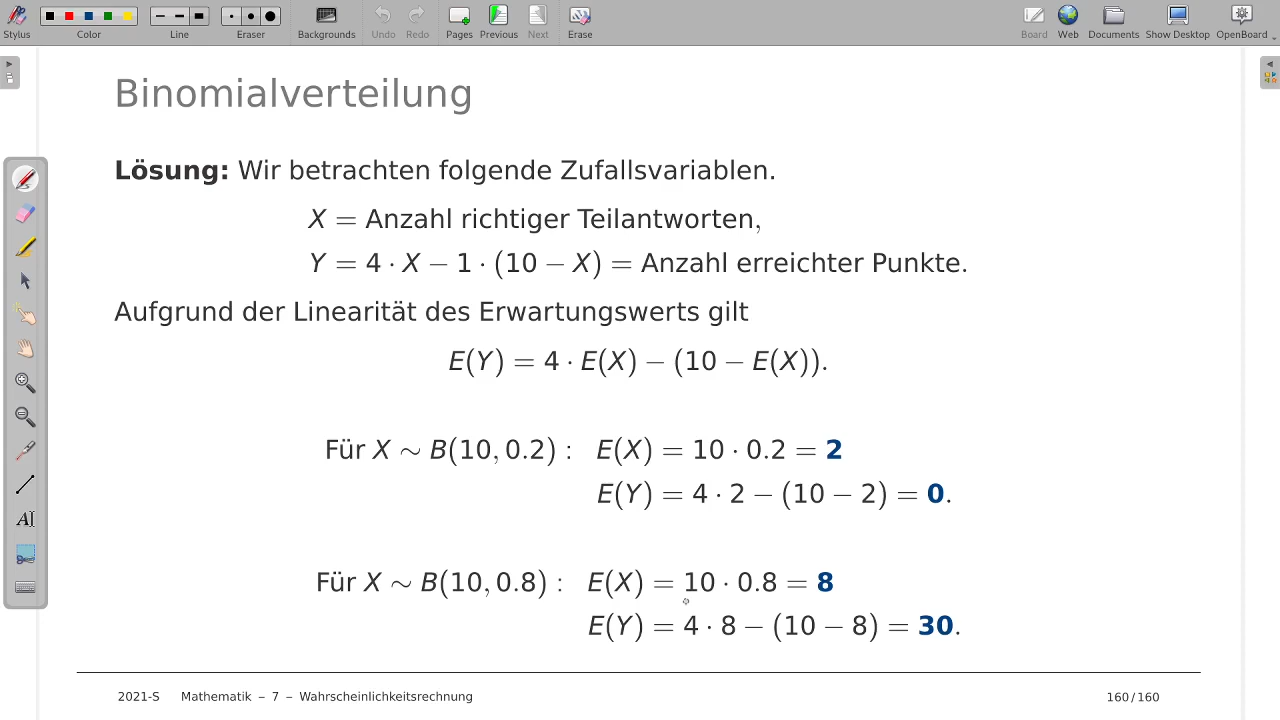 Stylus Color Line Eraser Backgrounds Undo Redo Pages Previous Next Erase Board Web Documents Show Desktop OpenBoard
Binomialverteilung
Lösung: Wir betrachten folgende Zufallsvariablen.
X = Anzahl richtiger Teilantworten,
Y = 4 · X − 1 · (10 − X) = Anzahl erreichter Punkte.
Aufgrund der Linearität des Erwartungswerts gilt
E(Y) = 4 · E(X) − (10 − E(X)).
Für X ∼ B(10, 0.2) : E(X) = 10 · 0.2 = 2
E(Y) = 4 · 2 − (10 − 2) = 0.
Für X ∼ B(10, 0.8) : E(X) = 10 · 0.8 = 8
E(Y) = 4 · 8 − (10 − 8) = 30.
2021-S Mathematik – 7 – Wahrscheinlichkeitsrechnung 160/160